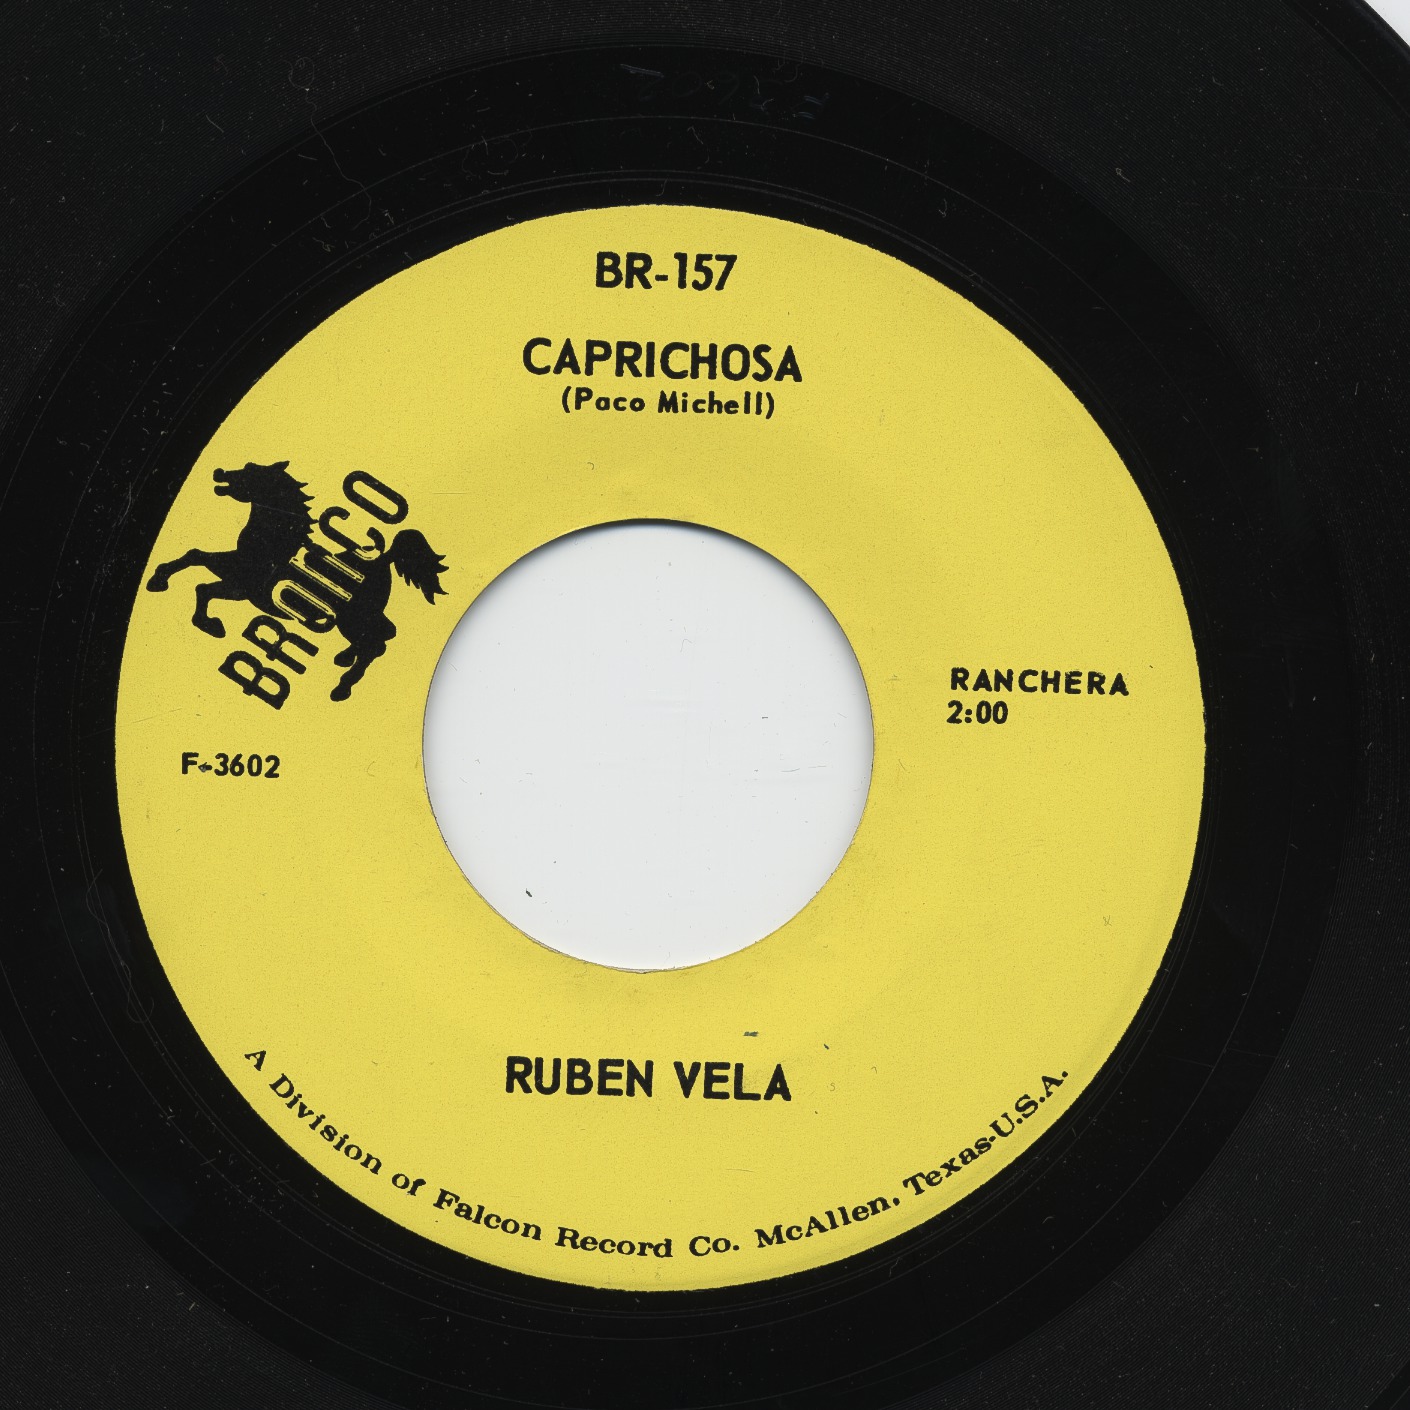 BR-157
CAPRICHOSA
(Paco Michell)
BRONCO
RANCHERA
2:00
F-3602
RUBEN VELA
A Division of Falcon Record Co. McAllen, Texas-U.S.A.